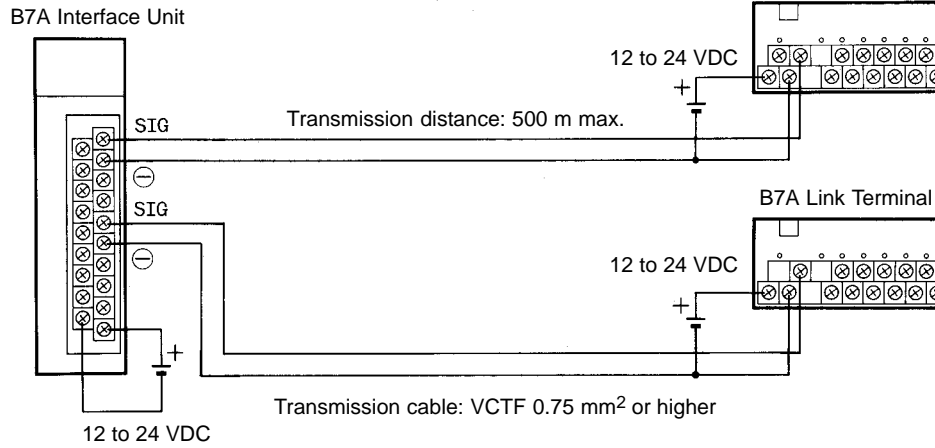 B7A Interface Unit
12 to 24 VDC
+
SIG
Transmission distance: 500 m max.
−
SIG
B7A Link Terminal
−
12 to 24 VDC
+
+
Transmission cable: VCTF 0.75 mm² or higher
12 to 24 VDC